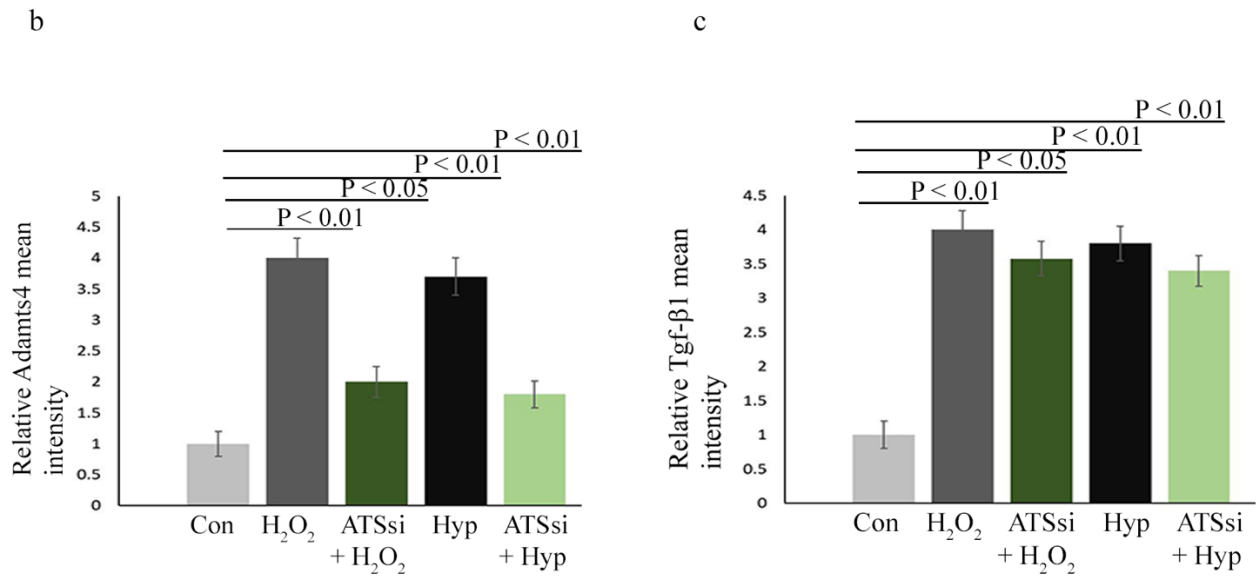 b
P < 0.01
P < 0.01
P < 0.05
P < 0.01
Relative Adamts4 mean
intensity
5
4.5
4
3.5
3
2.5
2
1.5
1
0.5
0
Con
H₂O₂
ATSsi
+ H₂O₂
Hyp
ATSsi
+ Hyp
c
P < 0.01
P < 0.01
P < 0.05
P < 0.01
Relative Tgf-β1 mean
intensity
4.5
4
3.5
3
2.5
2
1.5
1
0.5
0
Con
H₂O₂
ATSsi
+ H₂O₂
Hyp
ATSsi
+ Hyp